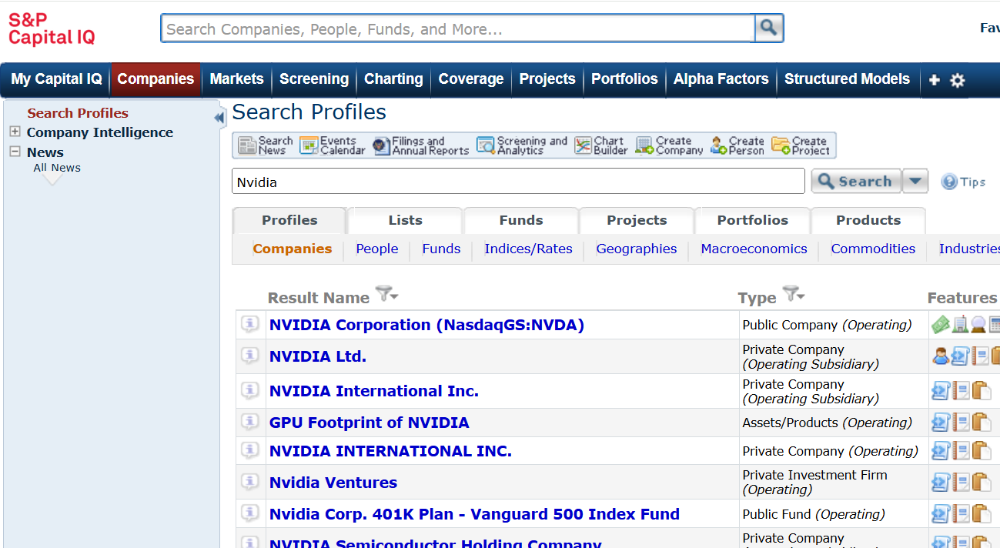 S&P
Capital IQ
Search Companies, People, Funds, and More...
My Capital IQ Companies Markets Screening Charting Coverage Projects Portfolios Alpha Factors Structured Models
Search Profiles
Company Intelligence
News
All News
Search Profiles
Search News Events Calendar Filings and Annual Reports Screening and Analytics Chart Builder Create Company Create Person Create Project
Nvidia Search Tips
Profiles Lists Funds Projects Portfolios Products
Companies People Funds Indices/Rates Geographies Macroeconomics Commodities Industries
Result Name Type Features
NVIDIA Corporation (NasdaqGS:NVDA) Public Company (Operating)
NVIDIA Ltd. Private Company (Operating Subsidiary)
NVIDIA International Inc. Private Company (Operating Subsidiary)
GPU Footprint of NVIDIA Assets/Products (Operating)
NVIDIA INTERNATIONAL INC. Private Company (Operating)
Nvidia Ventures Private Investment Firm (Operating)
Nvidia Corp. 401K Plan - Vanguard 500 Index Fund Public Fund (Operating)
NVIDIA Semiconductor Holding Company Private Company